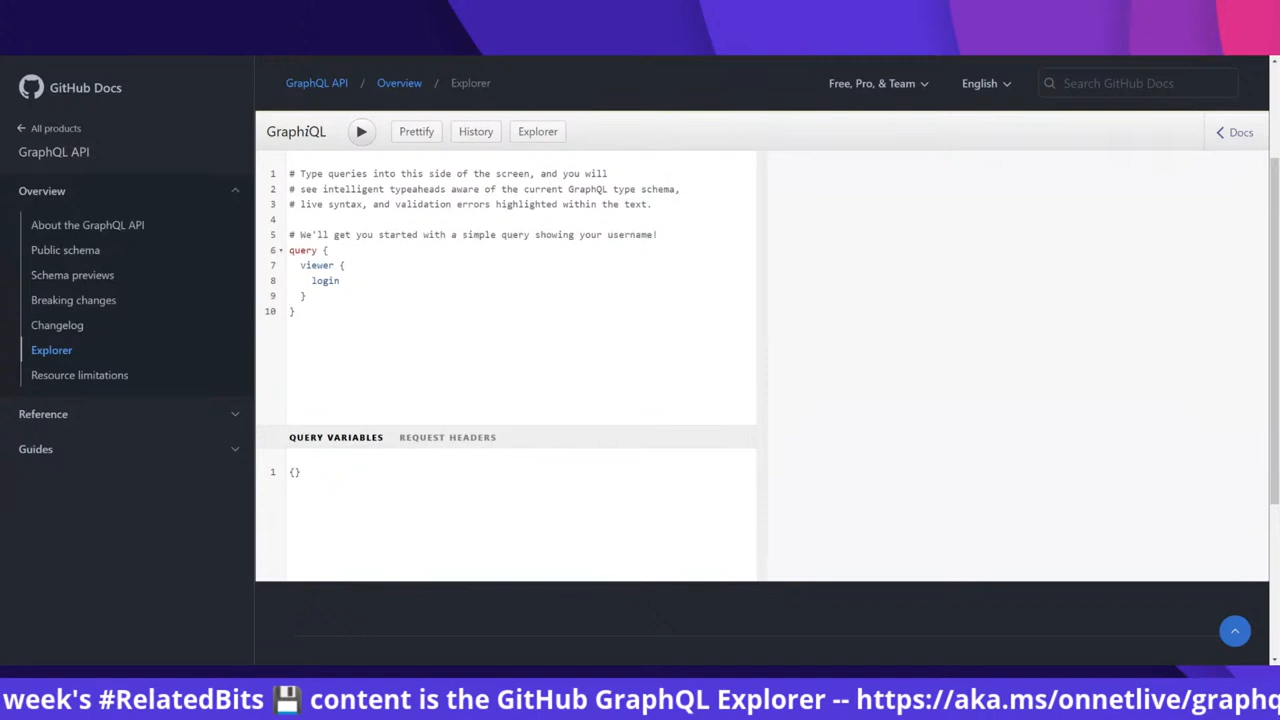 GitHub Docs
All products
GraphQL API
Overview
About the GraphQL API
Public schema
Schema previews
Breaking changes
Changelog
Explorer
Resource limitations
Reference
Guides
GraphQL API / Overview / Explorer
Free, Pro, & Team
English
Search GitHub Docs
GraphiQL
Prettify
History
Explorer
Docs
1 # Type queries into this side of the screen, and you will
2 # see intelligent typeaheads aware of the current GraphQL type schema,
3 # live syntax, and validation errors highlighted within the text.
4
5 # We'll get you started with a simple query showing your username!
6 query {
7 viewer {
8 login
9 }
10 }
QUERY VARIABLES REQUEST HEADERS
1 {}
week's #RelatedBits 💾 content is the GitHub GraphQL Explorer -- https://aka.ms/onnetlive/graphq